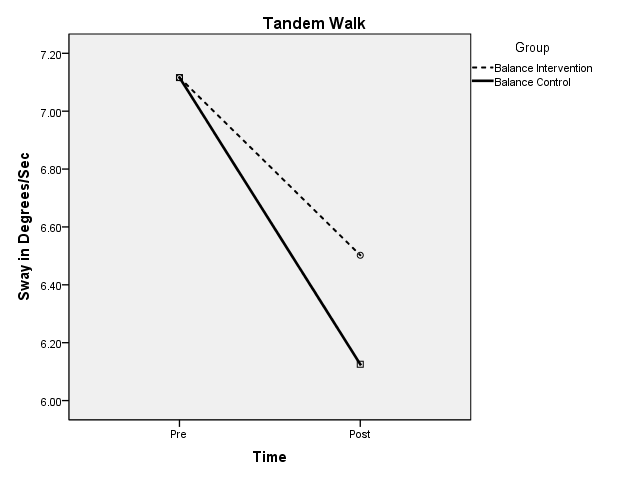 Tandem Walk
Group
Balance Intervention
Balance Control
Sway in Degrees/Sec
7.20
7.00
6.80
6.60
6.40
6.20
6.00
Pre
Post
Time